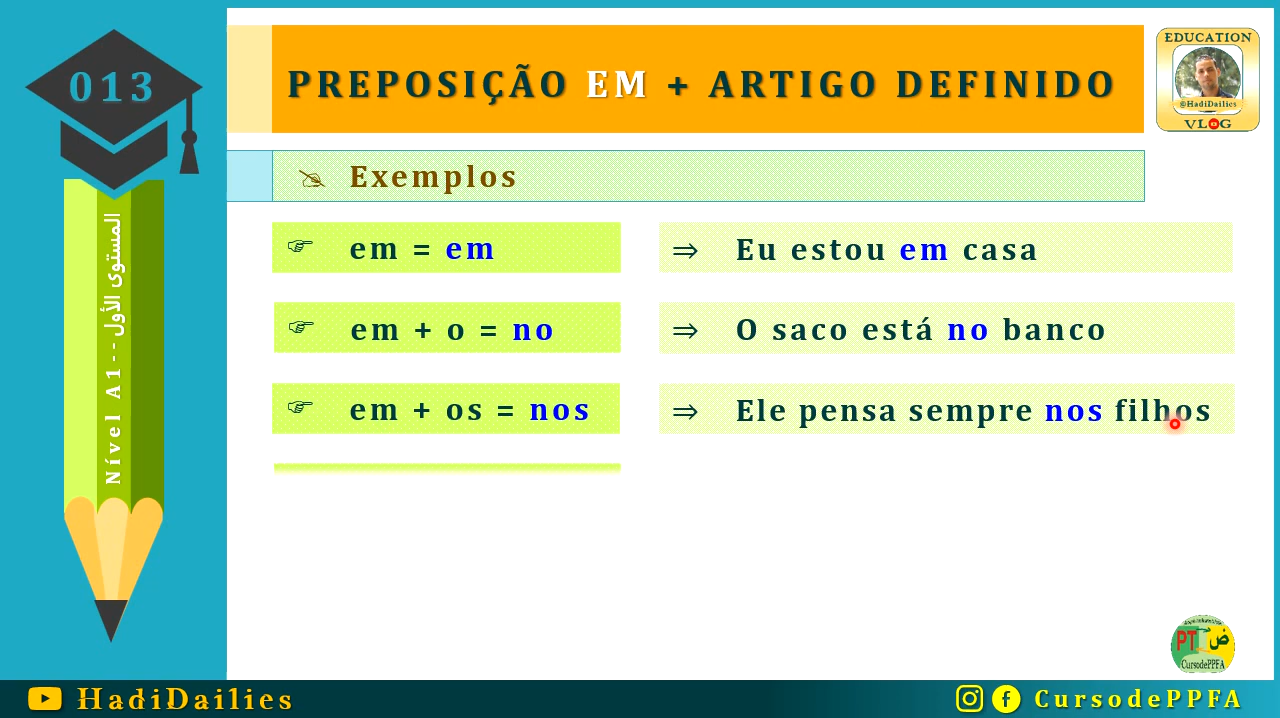 013
PREPOSIÇÃO EM + ARTIGO DEFINIDO
EDUCATION
©HadiDailies
VLOG
Exemplos
em = em
⇒ Eu estou em casa
em + o = no
⇒ O saco está no banco
em + os = nos
⇒ Ele pensa sempre nos filhos
Nível A1 -- المستوى الأول
PT ض
CursodePPFA
HadiDailies
CursodePPFA